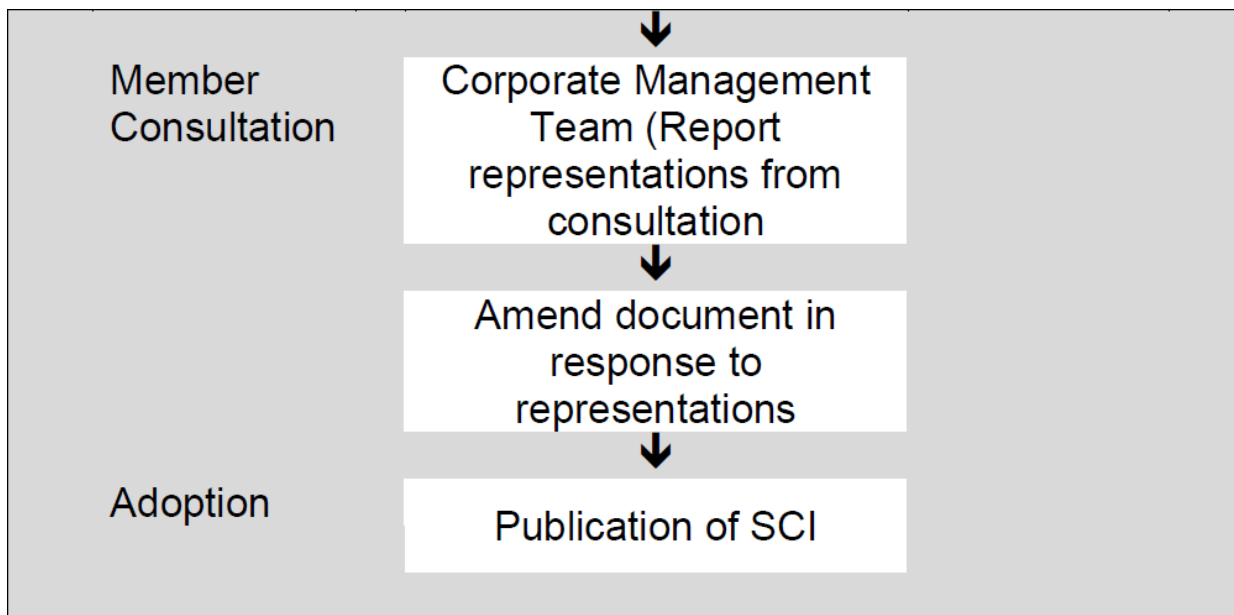 Member
Consultation
Corporate Management
Team (Report
representations from
consultation
Amend document in
response to
representations
Adoption
Publication of SCI